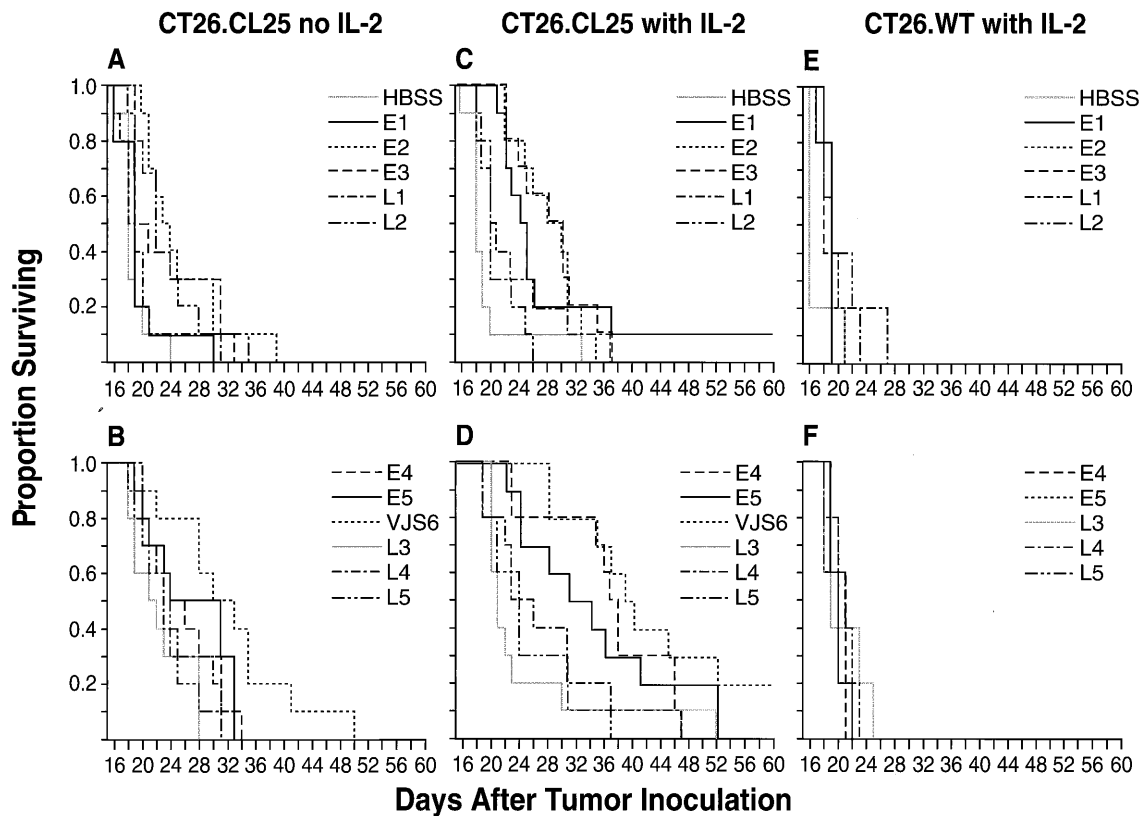 CT26.CL25 no IL-2
CT26.CL25 with IL-2
CT26.WT with IL-2
Proportion Surviving
A
1.0
0.8
0.6
0.4
0.2
HBSS
E1
E2
E3
L1
L2
16 20 24 28 32 36 40 44 48 52 56 60
C
HBSS
E1
E2
E3
L1
L2
16 20 24 28 32 36 40 44 48 52 56 60
E
HBSS
E1
E2
E3
L1
L2
16 20 24 28 32 36 40 44 48 52 56 60
B
1.0
0.8
0.6
0.4
0.2
E4
E5
VJS6
L3
L4
L5
16 20 24 28 32 36 40 44 48 52 56 60
D
E4
E5
VJS6
L3
L4
L5
16 20 24 28 32 36 40 44 48 52 56 60
F
E4
E5
L3
L4
L5
16 20 24 28 32 36 40 44 48 52 56 60
Days After Tumor Inoculation